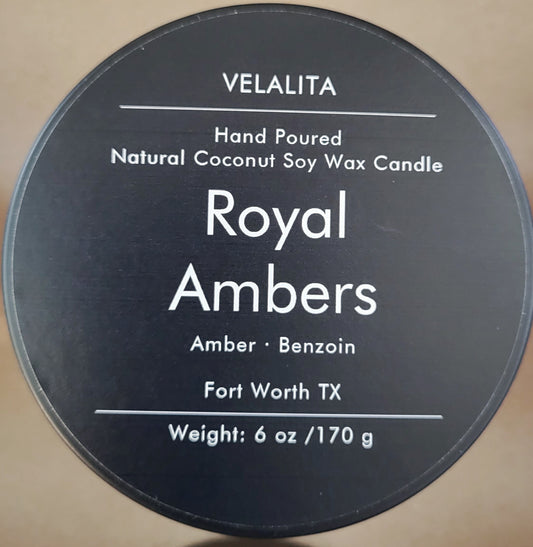 VELALITA
Hand Poured
Natural Coconut Soy Wax Candle
Royal
Ambers
Amber · Benzoin
Fort Worth TX
Weight: 6 oz /170 g